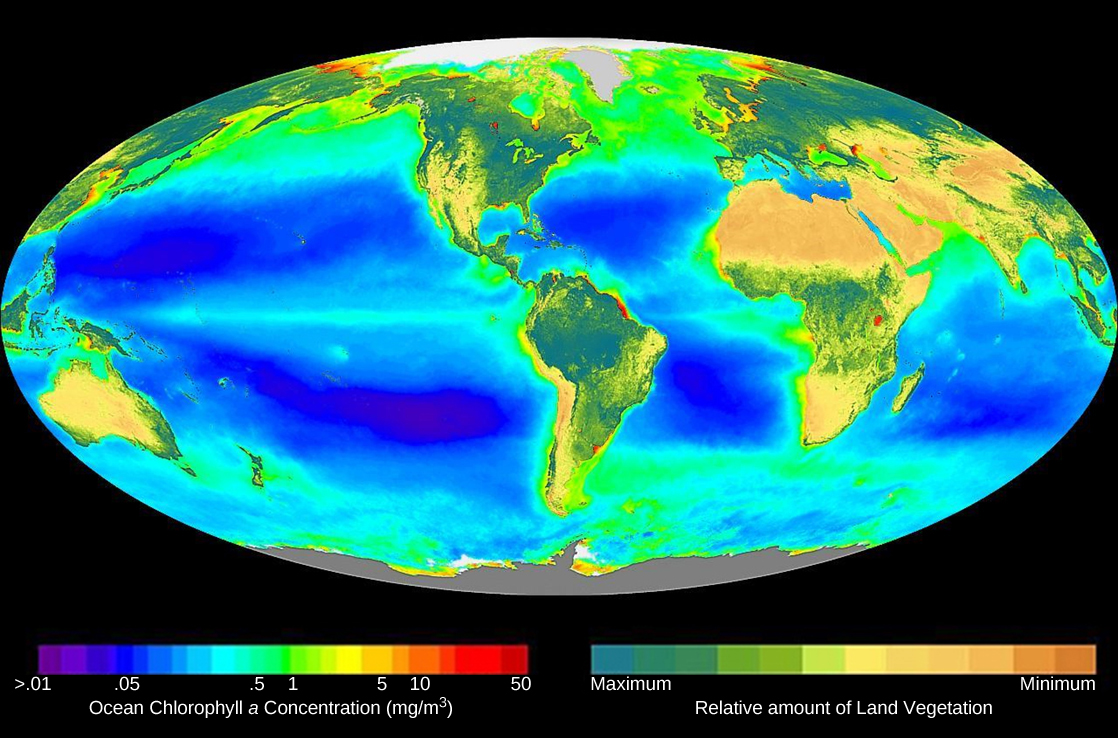 >.01 .05 .5 1 5 10 50
Ocean Chlorophyll a Concentration (mg/m³)
Maximum Minimum
Relative amount of Land Vegetation